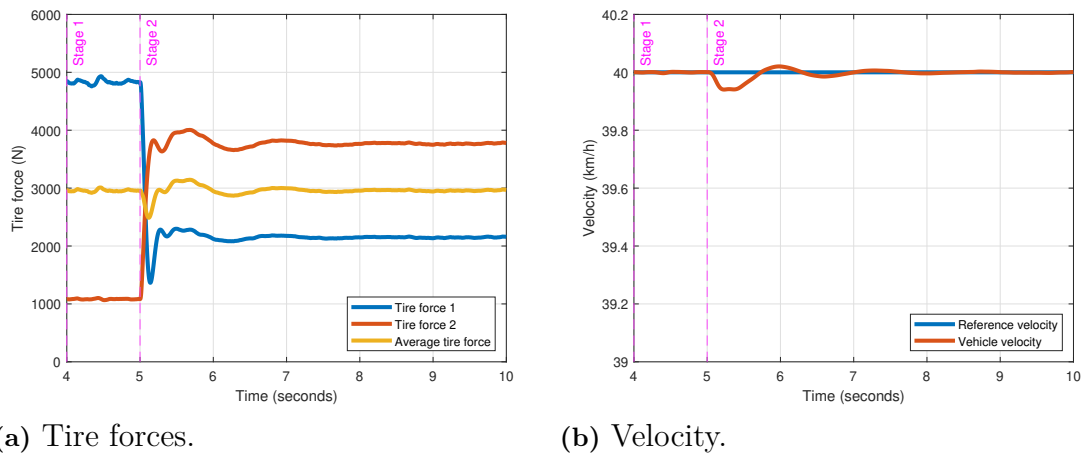 6000
5000
4000
3000
2000
1000
0
Tire force (N)
Stage 1
Stage 2
Tire force 1
Tire force 2
Average tire force
4 5 6 7 8 9 10
Time (seconds)
(a) Tire forces.
40.2
40
39.8
39.6
39.4
39.2
39
Velocity (km/h)
Stage 1
Stage 2
Reference velocity
Vehicle velocity
4 5 6 7 8 9 10
Time (seconds)
(b) Velocity.